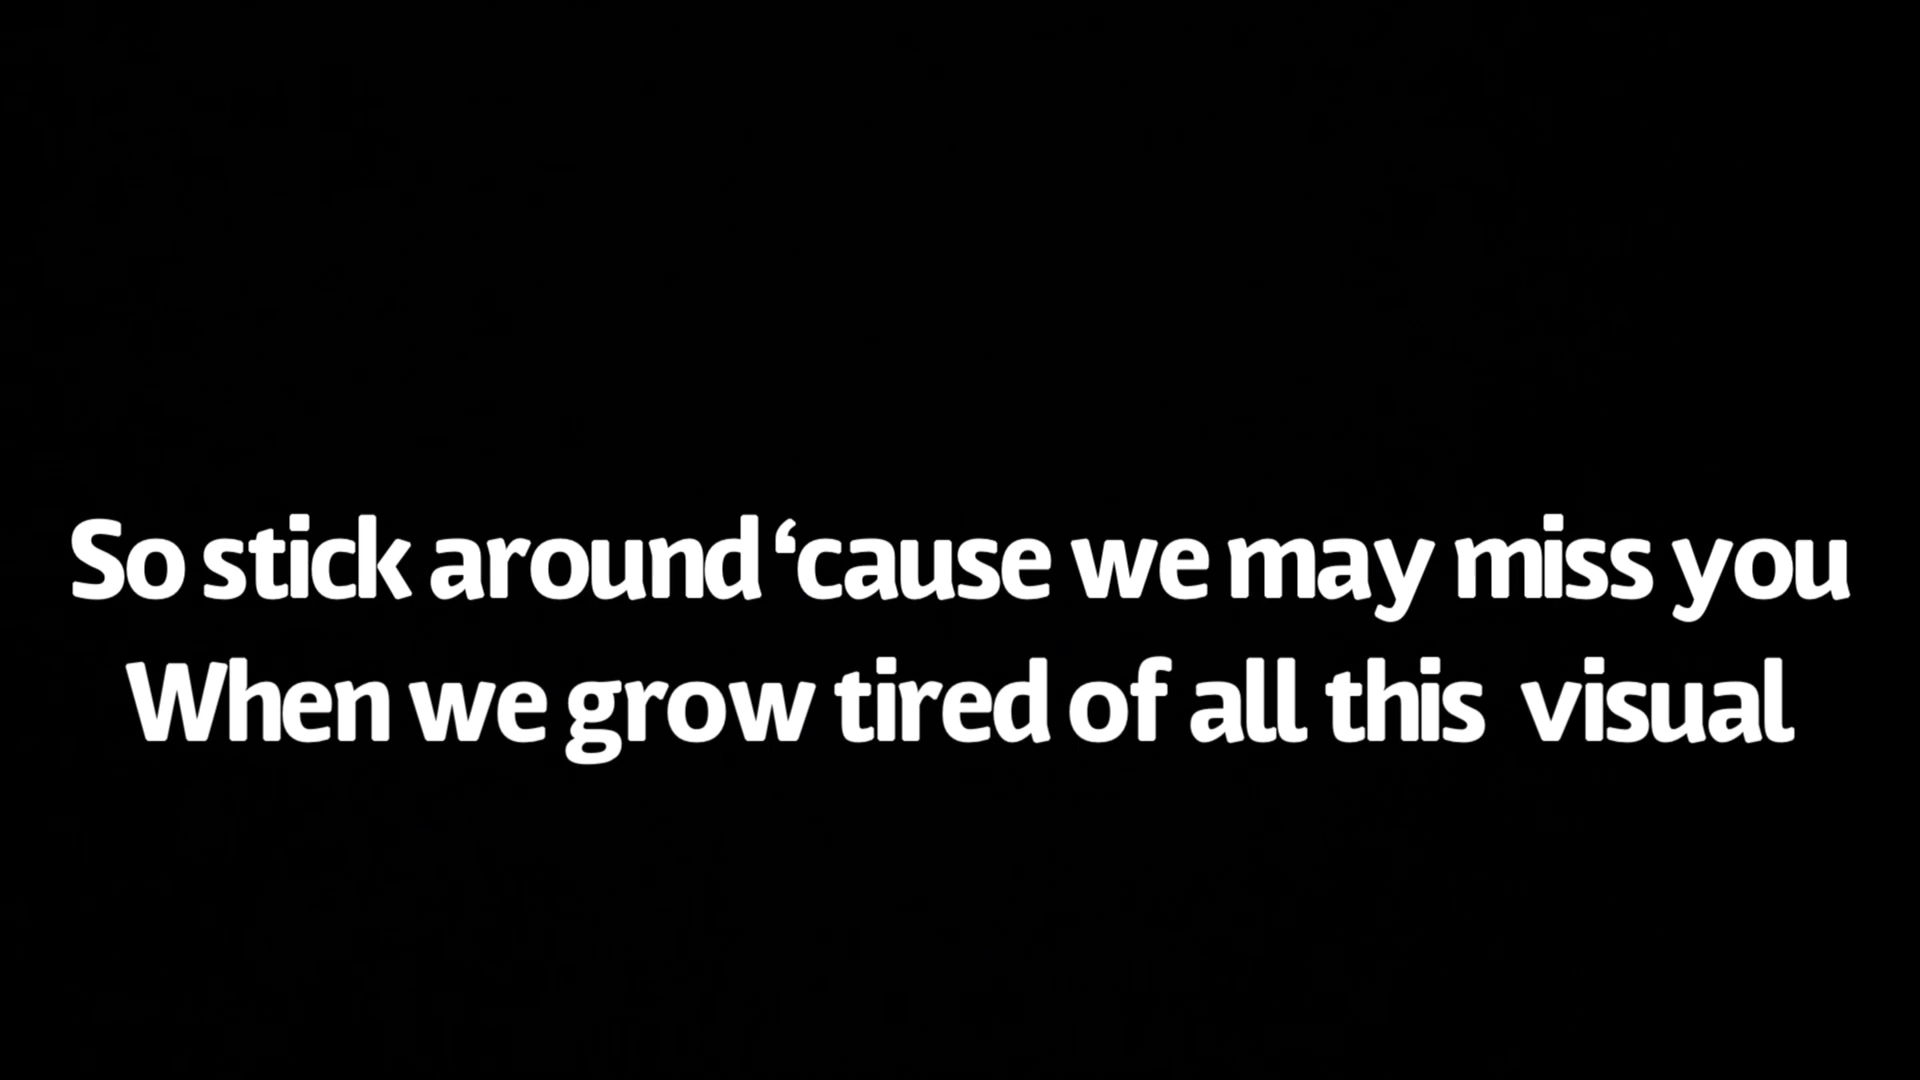 So stick around ‘cause we may miss you
When we grow tired of all this  visual